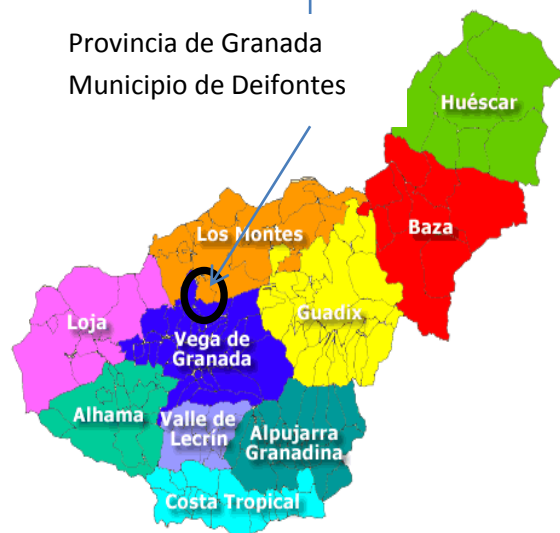 Provincia de Granada
Municipio de Deifontes
Huéscar
Baza
Los Montes
Guadix
Loja
Vega de
Granada
Alhama
Valle de
Lecrín
Alpujarra
Granadina
Costa Tropical